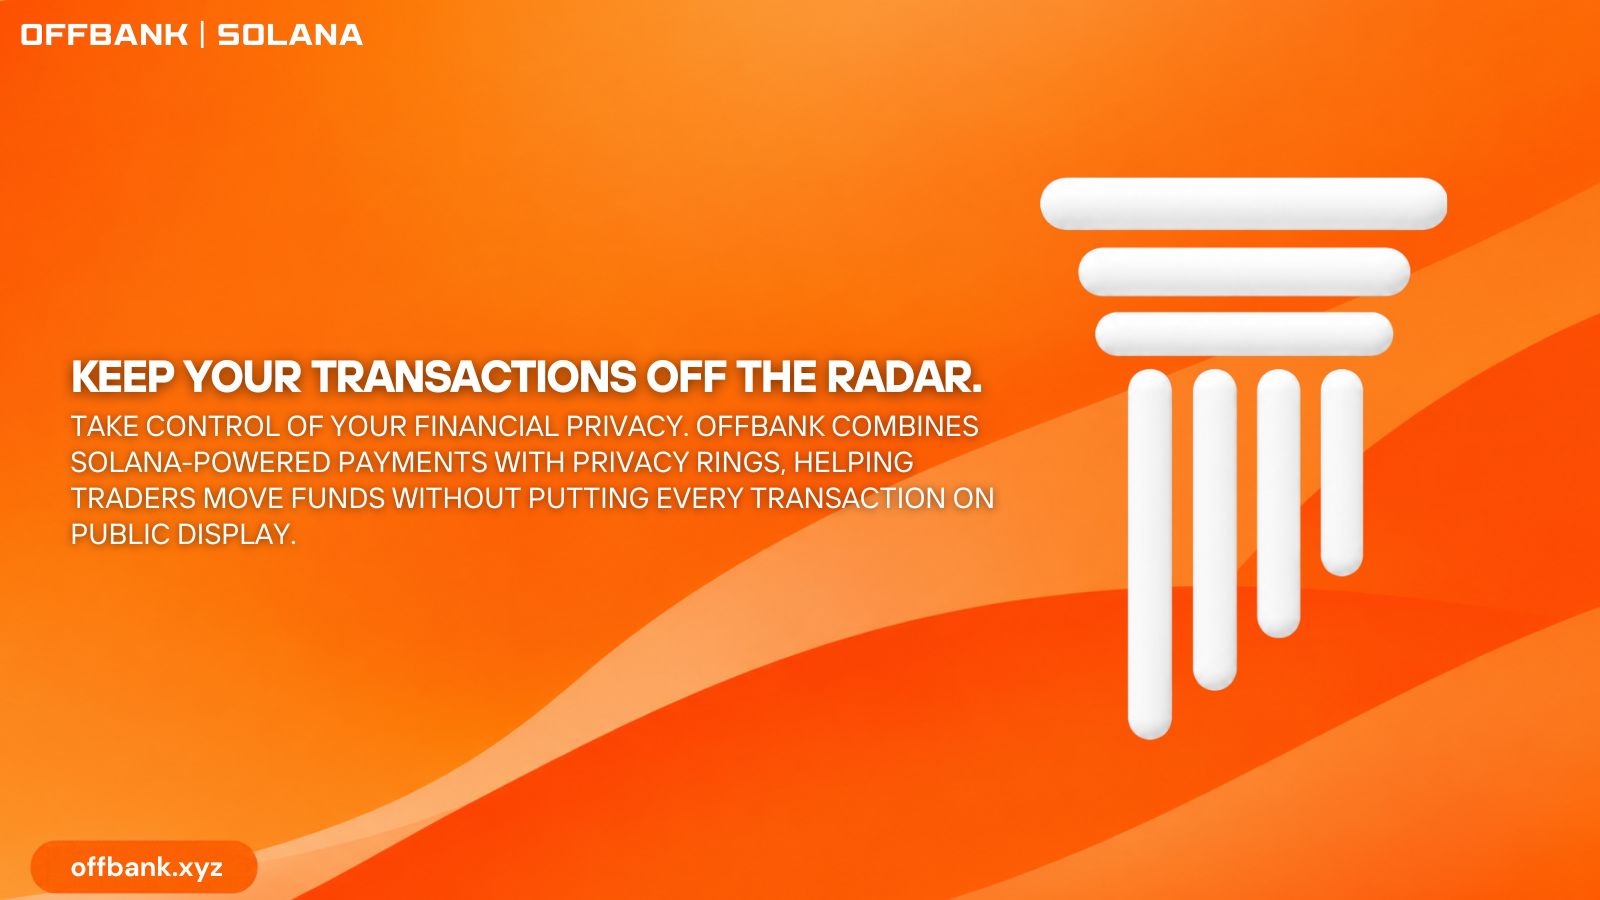 OFFBANK | SOLANA
KEEP YOUR TRANSACTIONS OFF THE RADAR.
TAKE CONTROL OF YOUR FINANCIAL PRIVACY. OFFBANK COMBINES
SOLANA-POWERED PAYMENTS WITH PRIVACY RINGS, HELPING
TRADERS MOVE FUNDS WITHOUT PUTTING EVERY TRANSACTION ON
PUBLIC DISPLAY.
offbank.xyz